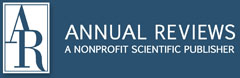 AR
ANNUAL REVIEWS
A NONPROFIT SCIENTIFIC PUBLISHER